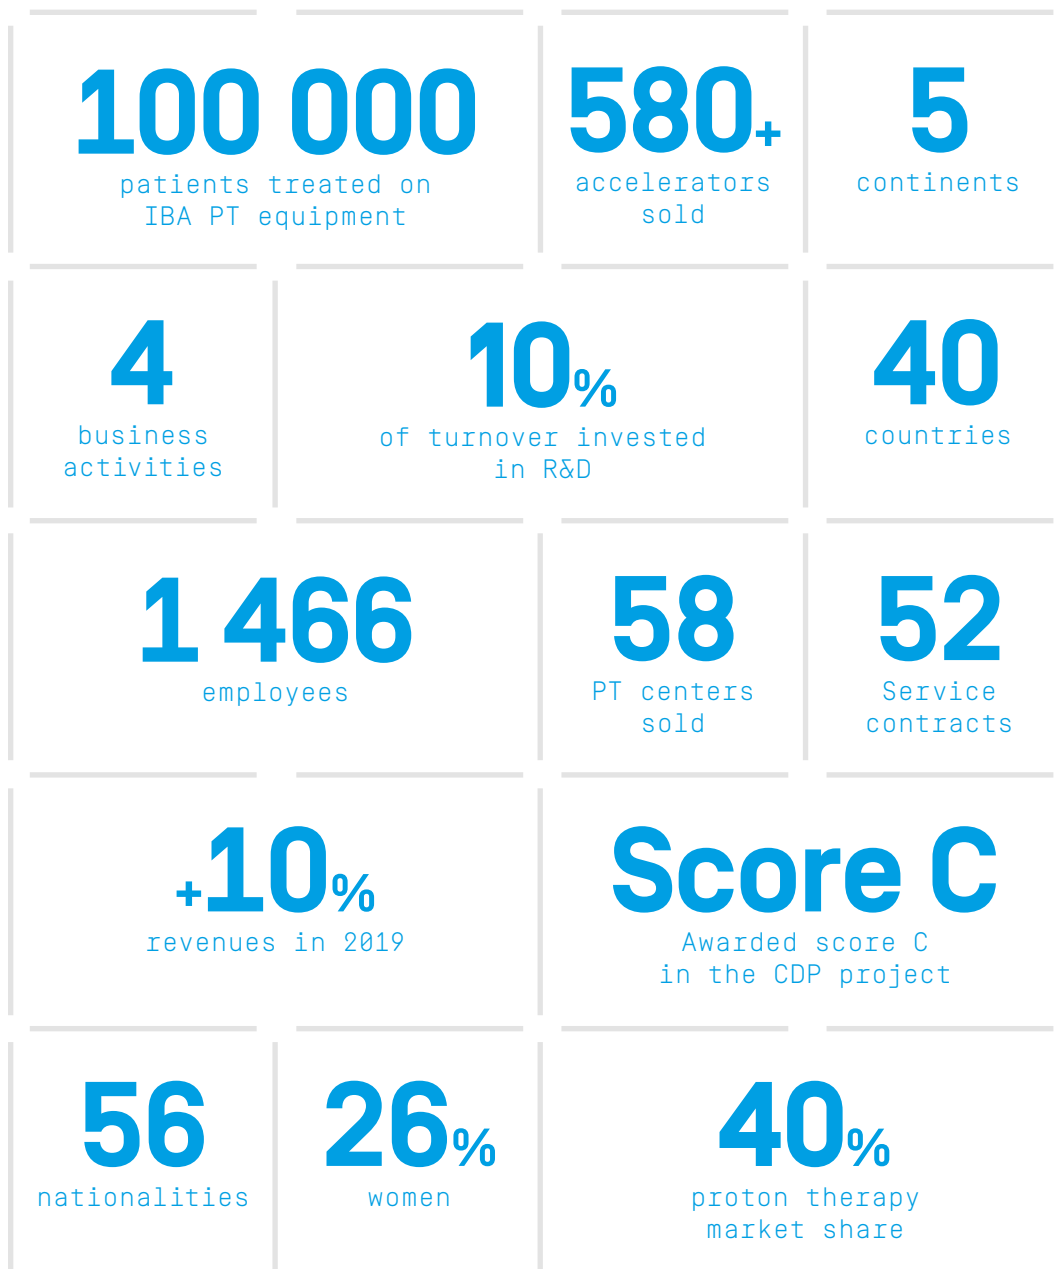 100 000
patients treated on
IBA PT equipment
580+
accelerators
sold
5
continents
4
business
activities
10%
of turnover invested
in R&D
40
countries
1 466
employees
58
PT centers
sold
52
Service
contracts
+10%
revenues in 2019
Score C
Awarded score C
in the CDP project
56
nationalities
26%
women
40%
proton therapy
market share